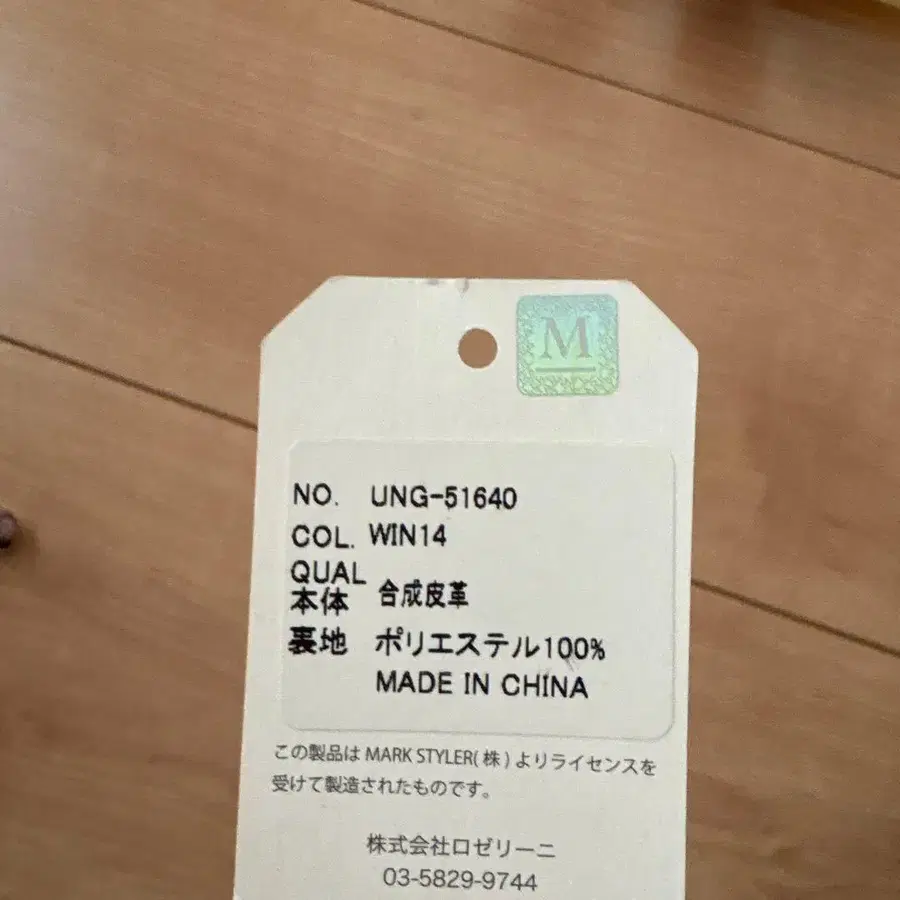 M
NO. UNG-51640
COL. WIN14
QUAL
本体 合成皮革
裏地 ポリエステル100%
MADE IN CHINA
この製品は MARK STYLER(株)よりライセンスを
受けて製造されたものです。
株式会社ロゼリーニ
03-5829-9744